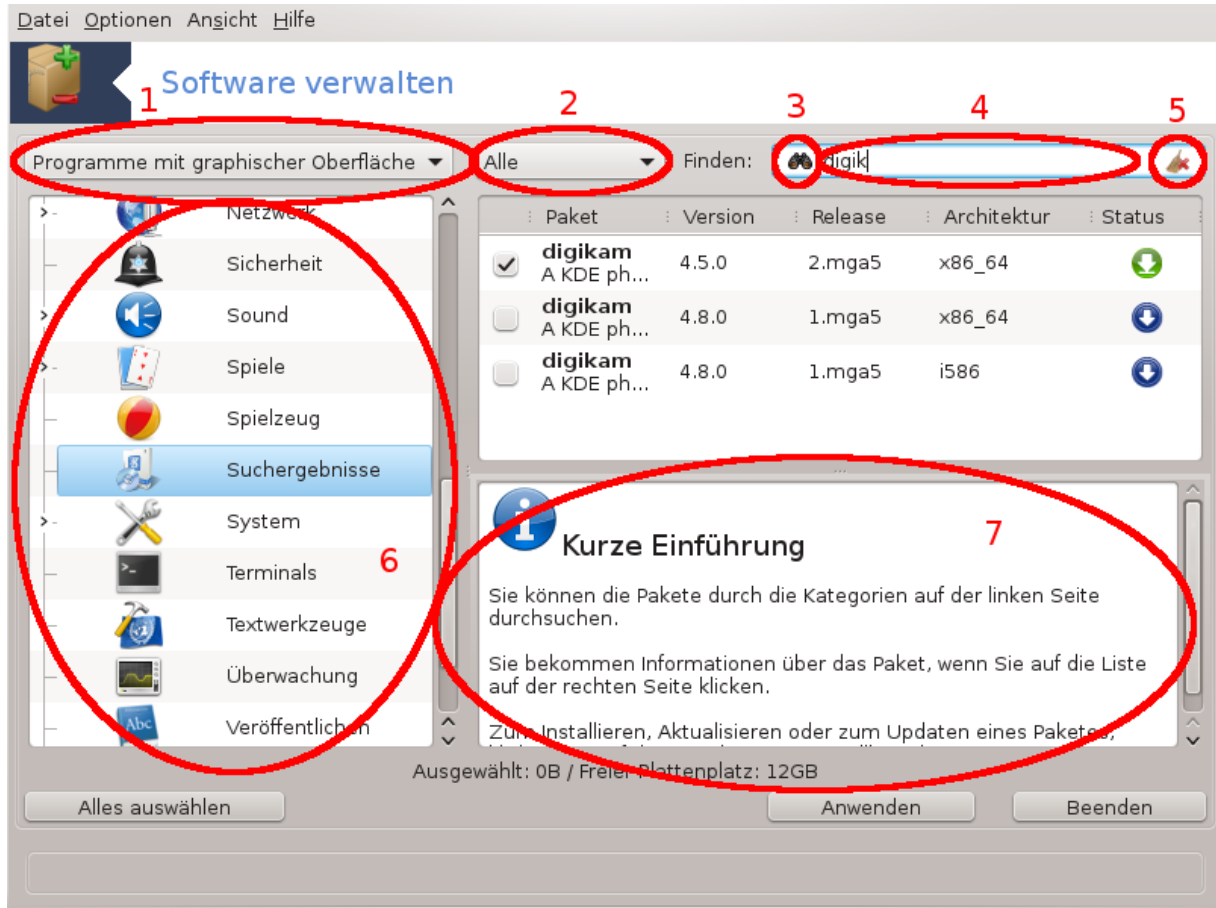 Datei Optionen Ansicht Hilfe
Software verwalten
1 2 3 4 5
Programme mit graphischer Oberfläche Alle Finden: digik
Netzwerk
Sicherheit
Sound
Spiele
Spielzeug
Suchergebnisse
System
Terminals
Textwerkzeuge
Überwachung
Veröffentlichen
6
Paket Version Release Architektur Status
digikam 4.5.0 2.mga5 x86_64
A KDE ph...
digikam 4.8.0 1.mga5 x86_64
A KDE ph...
digikam 4.8.0 1.mga5 i586
A KDE ph...
Kurze Einführung
7
Sie können die Pakete durch die Kategorien auf der linken Seite
durchsuchen.
Sie bekommen Informationen über das Paket, wenn Sie auf die Liste
auf der rechten Seite klicken.
Zum Installieren, Aktualisieren oder zum Updaten eines Paketes,
Ausgewählt: 0B / Freier Plattenplatz: 12GB
Alles auswählen Anwenden Beenden